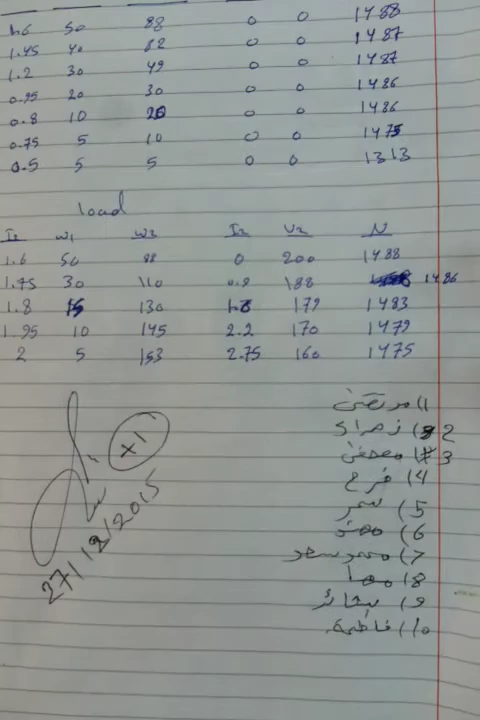 1.6 50 88 0 0 1488
1.45 40 82 0 0 1487
1.2 30 49 0 0 1487
0.95 20 30 0 0 1486
0.8 10 20 0 0 1486
0.75 5 10 0 0 1475
0.5 5 5 0 0 1313
load
I1 W1 W2 I2 V2 N
1.6 50 98 0 200 1488
1.75 30 110 0.9 188 1486
1.8 15 130 179 1483
1.95 10 145 2.2 170 1479
2 5 153 2.75 160 1475
1) مرتضى
2) زهراء
3) مصطفى
4) فرح
5)
6)
7) محمد سعد
8) مها
9) بشائر
10) فاطمة
x1
27/12/2015